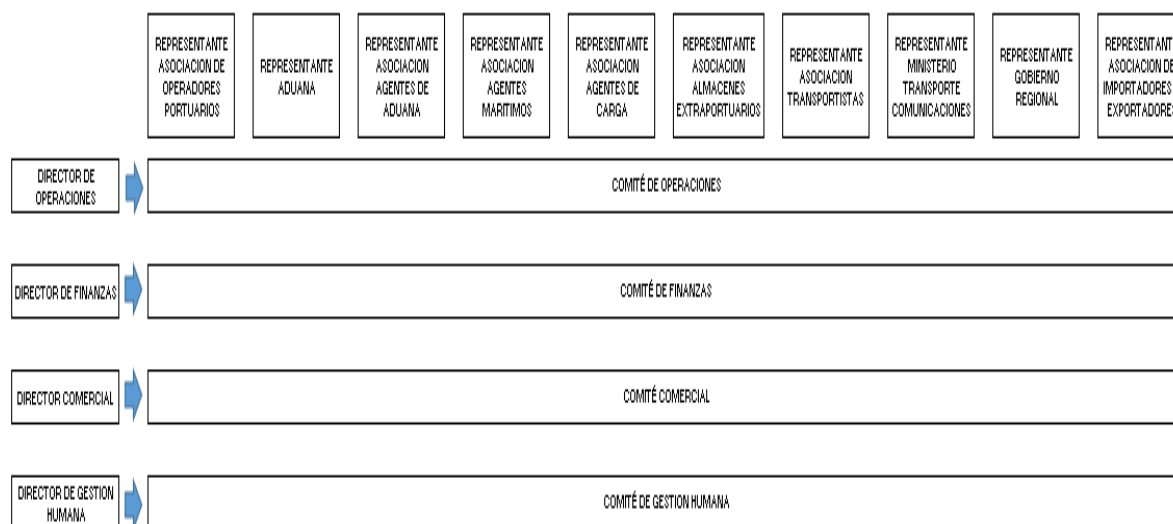 REPRESENTANTE
ASOCIACION DE
OPERADORES
PORTUARIOS
REPRESENTANTE
ADUANA
REPRESENTANTE
ASOCIACION
AGENTES DE
ADUANA
REPRESENTANTE
ASOCIACION
AGENTES
MARITIMOS
REPRESENTANTE
ASOCIACION
AGENTES DE
CARGA
REPRESENTANTE
ASOCIACION
ALMACENES
EXTRAPORTUARIOS
REPRESENTANTE
ASOCIACION
TRANSPORTISTAS
REPRESENTANTE
MINISTERIO
TRANSPORTE
COMUNICACIONES
REPRESENTANTE
GOBIERNO
REGIONAL
REPRESENTANTE
ASOCIACION DE
IMPORTADORES
EXPORTADORES
DIRECTOR DE
OPERACIONES
COMITÉ DE OPERACIONES
DIRECTOR DE FINANZAS
COMITÉ DE FINANZAS
DIRECTOR COMERCIAL
COMITÉ COMERCIAL
DIRECTOR DE GESTION
HUMANA
COMITÉ DE GESTION HUMANA